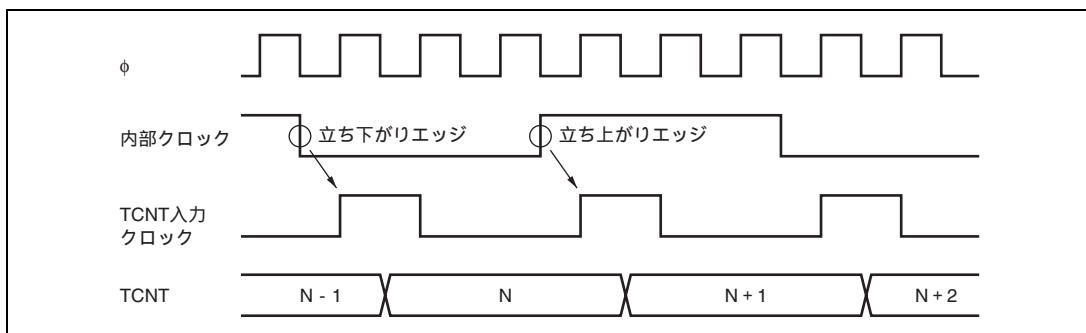 φ
内部クロック
立ち下がりエッジ
立ち上がりエッジ
TCNT入力
クロック
TCNT
N - 1
N
N + 1
N + 2